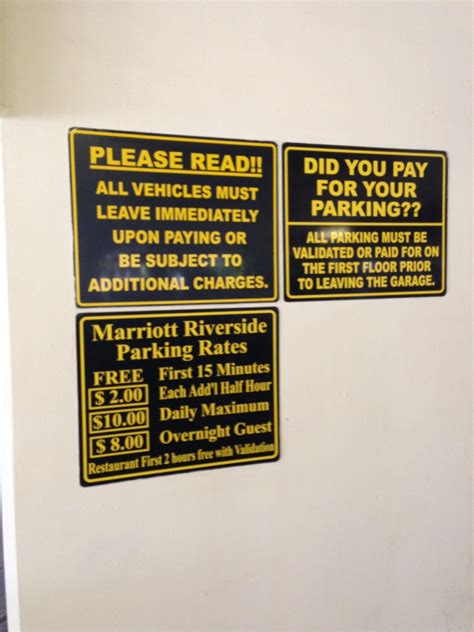 PLEASE READ!!
ALL VEHICLES MUST
LEAVE IMMEDIATELY
UPON PAYING OR
BE SUBJECT TO
ADDITIONAL CHARGES.
DID YOU PAY
FOR YOUR
PARKING??
ALL PARKING MUST BE
VALIDATED OR PAID FOR ON
THE FIRST FLOOR PRIOR
TO LEAVING THE GARAGE.
Marriott Riverside
Parking Rates
FREE First 15 Minutes
$ 2.00 Each Add'l Half Hour
$10.00 Daily Maximum
$ 8.00 Overnight Guest
Restaurant First 2 hours free with Validation